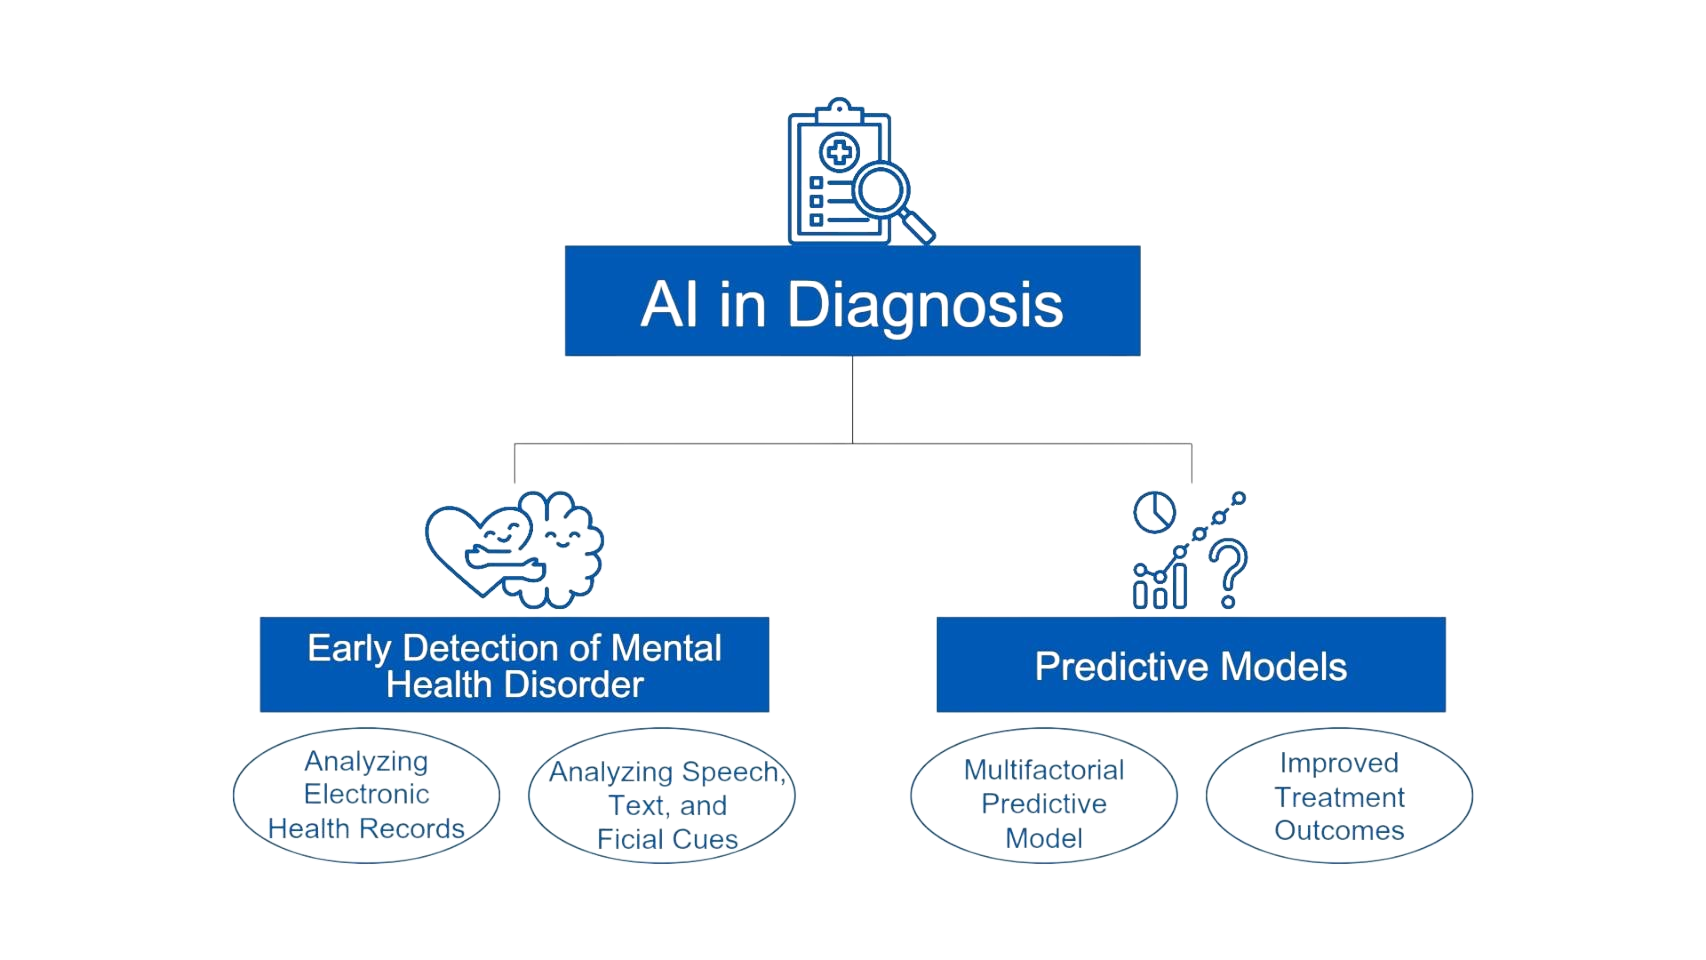 AI in Diagnosis
Early Detection of Mental
Health Disorder
Predictive Models
Analyzing
Electronic
Health Records
Analyzing Speech,
Text, and
Ficial Cues
Multifactorial
Predictive
Model
Improved
Treatment
Outcomes